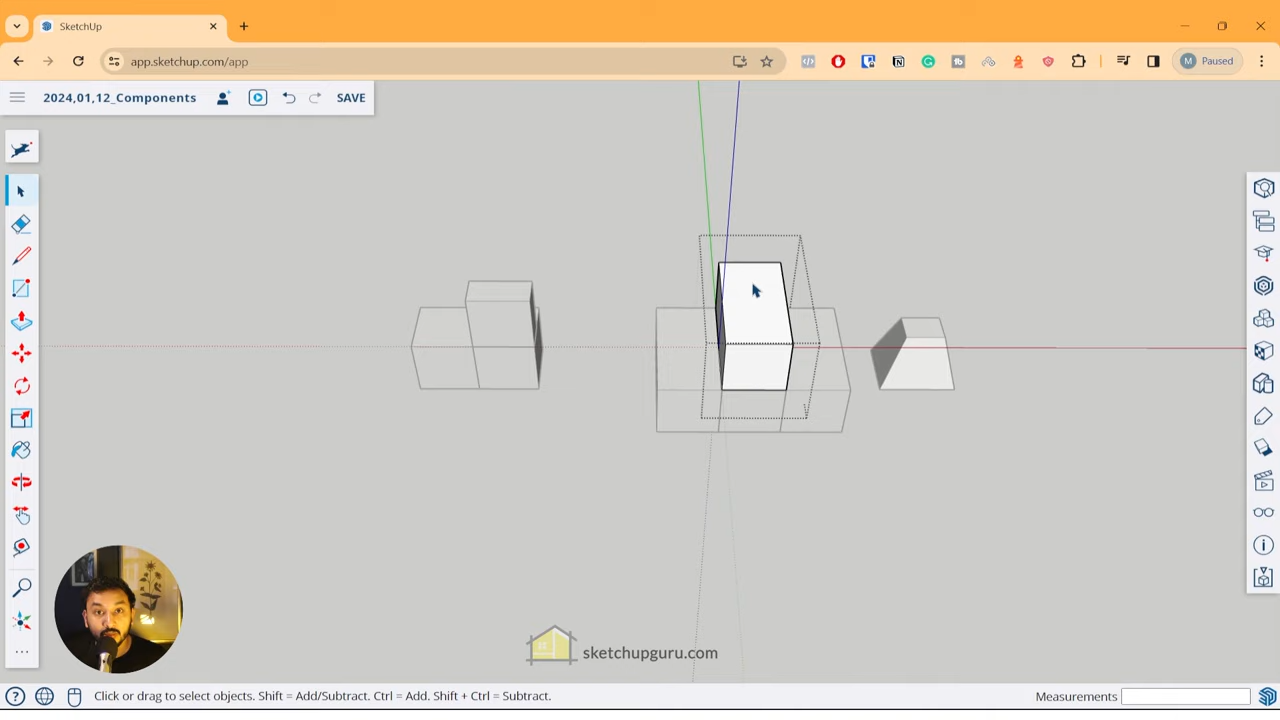 SketchUp
app.sketchup.com/app
M Paused
2024,01,12_Components
SAVE
sketchupguru.com
Click or drag to select objects. Shift = Add/Subtract. Ctrl = Add. Shift + Ctrl = Subtract.
Measurements